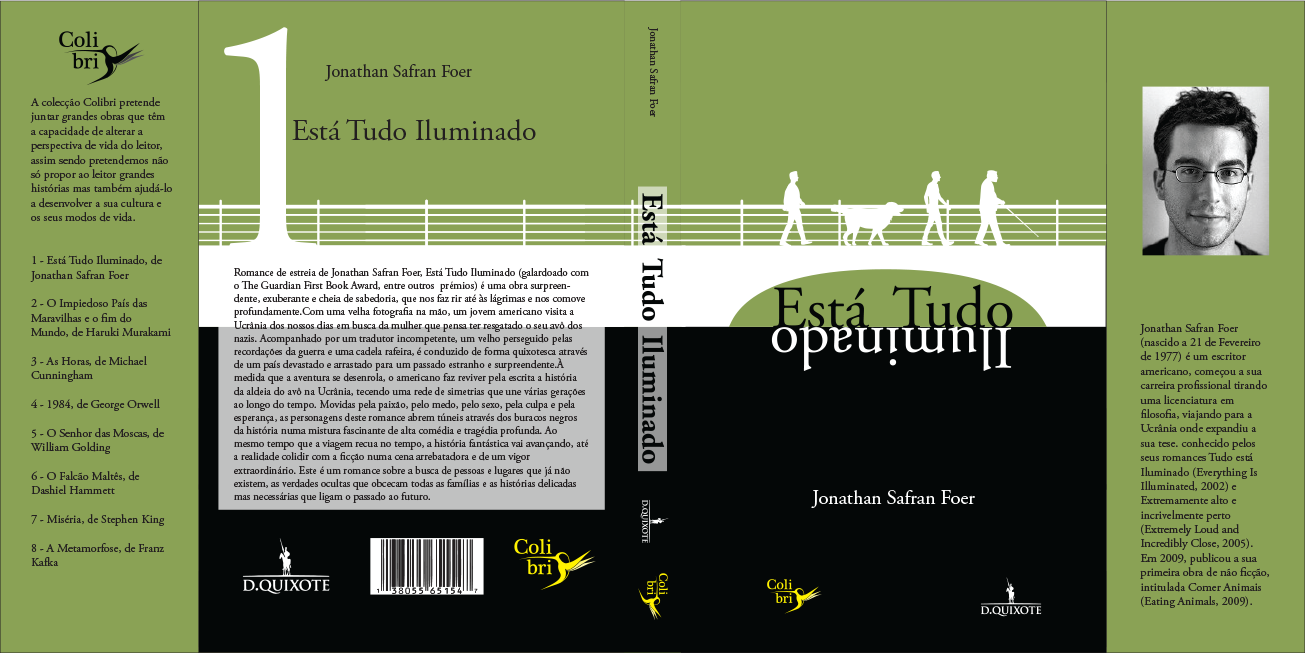 Coli
bri
A colecção Colibri pretende
juntar grandes obras que têm
a capacidade de alterar a
perspectiva de vida do leitor,
assim sendo pretendemos não
só propor ao leitor grandes
histórias mas também ajudá-lo
a desenvolver a sua cultura e
os seus modos de vida.
1 - Está Tudo Iluminado, de
Jonathan Safran Foer
2 - O Impiedoso País das
Maravilhas e o fim do
Mundo, de Haruki Murakami
3 - As Horas, de Michael
Cunningham
4 - 1984, de George Orwell
5 - O Senhor das Moscas, de
William Golding
6 - O Falcão Maltês, de
Dashiel Hammett
7 - Miséria, de Stephen King
8 - A Metamorfose, de Franz
Kafka
1
Jonathan Safran Foer
Está Tudo Iluminado
Romance de estreia de Jonathan Safran Foer, Está Tudo Iluminado (galardoado com
o The Guardian First Book Award, entre outros prémios) é uma obra surpreen-
dente, exuberante e cheia de sabedoria, que nos faz rir até às lágrimas e nos comove
profundamente.Com uma velha fotografia na mão, um jovem americano visita a
Ucrânia dos nossos dias em busca da mulher que pensa ter resgatado o seu avô dos
nazis. Acompanhado por um tradutor incompetente, um velho perseguido pelas
recordações da guerra e uma cadela rafeira, é conduzido de forma quixotesca através
de um país devastado e arrastado para um passado estranho e surpreendente.À
medida que a aventura se desenrola, o americano faz reviver pela escrita a história
da aldeia do avô na Ucrânia, tecendo uma rede de simetrias que une várias gerações
ao longo do tempo. Movidas pela paixão, pelo medo, pelo sexo, pela culpa e pela
esperança, as personagens deste romance abrem túneis através dos buracos negros
da história numa mistura fascinante de alta comédia e tragédia profunda. Ao
mesmo tempo que a viagem recua no tempo, a história fantástica vai avançando, até
a realidade colidir com a ficção numa cena arrebatadora e de um vigor
extraordinário. Este é um romance sobre a busca de pessoas e lugares que já não
existem, as verdades ocultas que obcecam todas as famílias e as histórias delicadas
mas necessárias que ligam o passado ao futuro.
D.QUIXOTE
1 38055 65154 7
Coli
bri
Jonathan Safran Foer
Está Tudo Iluminado
D.QUIXOTE
Coli
bri
Está Tudo
Iluminado
Jonathan Safran Foer
Coli
bri
D.QUIXOTE
Jonathan Safran Foer
(nascido a 21 de Fevereiro
de 1977) é um escritor
americano, começou a sua
carreira profissional tirando
uma licenciatura em
filosofia, viajando para a
Ucrânia onde expandiu a
sua tese. conhecido pelos
seus romances Tudo está
Iluminado (Everything Is
Illuminated, 2002) e
Extremamente alto e
incrivelmente perto
(Extremely Loud and
Incredibly Close, 2005).
Em 2009, publicou a sua
primeira obra de não ficção,
intitulada Comer Animais
(Eating Animals, 2009).